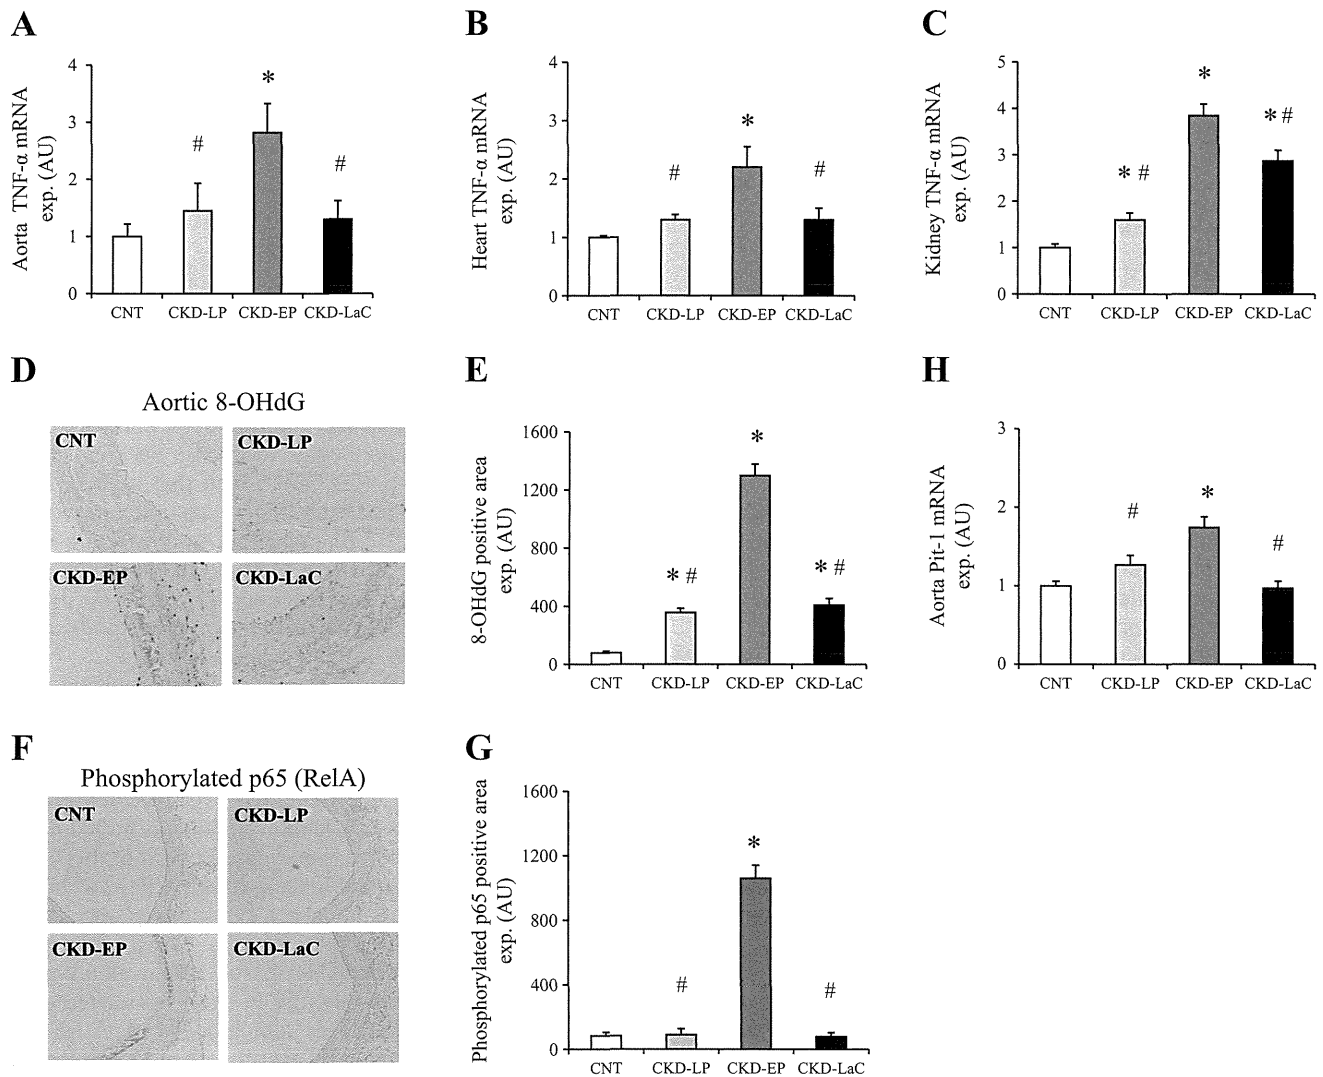 A
B
C
Aorta TNF-α mRNA
exp. (AU)
4
3
2
1
0
*
#
#
CNT
CKD-LP
CKD-EP
CKD-LaC
Heart TNF-α mRNA
exp. (AU)
4
3
2
1
0
#
*
#
CNT
CKD-LP
CKD-EP
CKD-LaC
Kidney TNF-α mRNA
exp. (AU)
5
4
3
2
1
0
* #
*
* #
CNT
CKD-LP
CKD-EP
CKD-LaC
D
Aortic 8-OHdG
CNT
CKD-LP
CKD-EP
CKD-LaC
E
8-OHdG positive area
exp. (AU)
1600
1200
800
400
0
* #
*
* #
CNT
CKD-LP
CKD-EP
CKD-LaC
H
Aorta Pit-1 mRNA
exp. (AU)
3
2
1
0
#
*
#
CNT
CKD-LP
CKD-EP
CKD-LaC
F
Phosphorylated p65 (RelA)
CNT
CKD-LP
CKD-EP
CKD-LaC
G
Phosphorylated p65 positive area
exp. (AU)
1600
1200
800
400
0
#
*
#
CNT
CKD-LP
CKD-EP
CKD-LaC